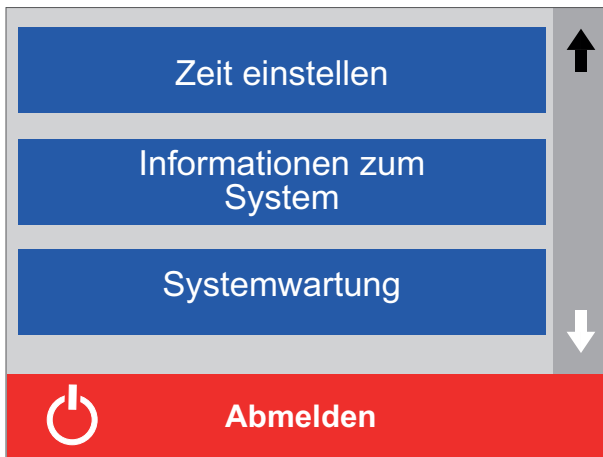 Zeit einstellen
Informationen zum
System
Systemwartung
Abmelden